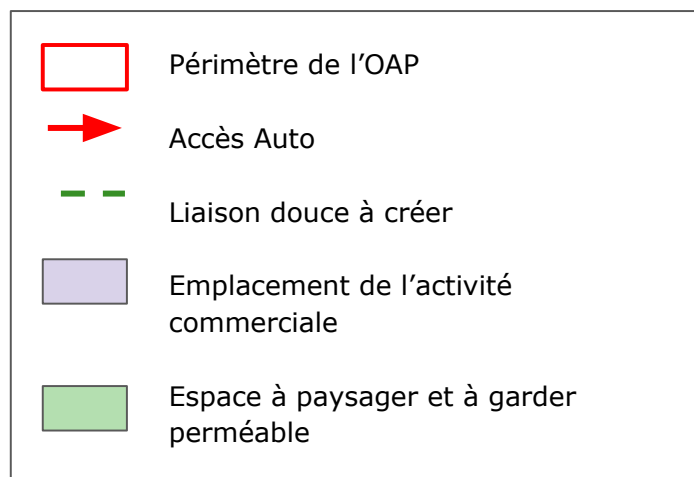 Périmètre de l’OAP
Accès Auto
Liaison douce à créer
Emplacement de l’activité
commerciale
Espace à paysager et à garder
perméable